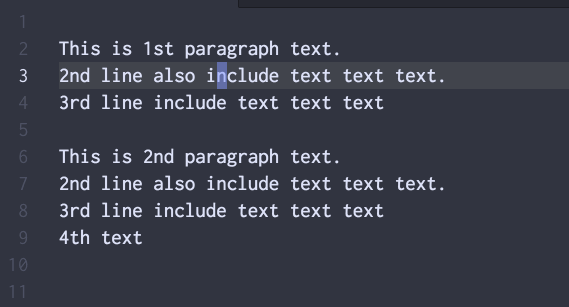 1
2 This is 1st paragraph text.
3 2nd line also include text text text.
4 3rd line include text text text
5
6 This is 2nd paragraph text.
7 2nd line also include text text text.
8 3rd line include text text text
9 4th text
10
11